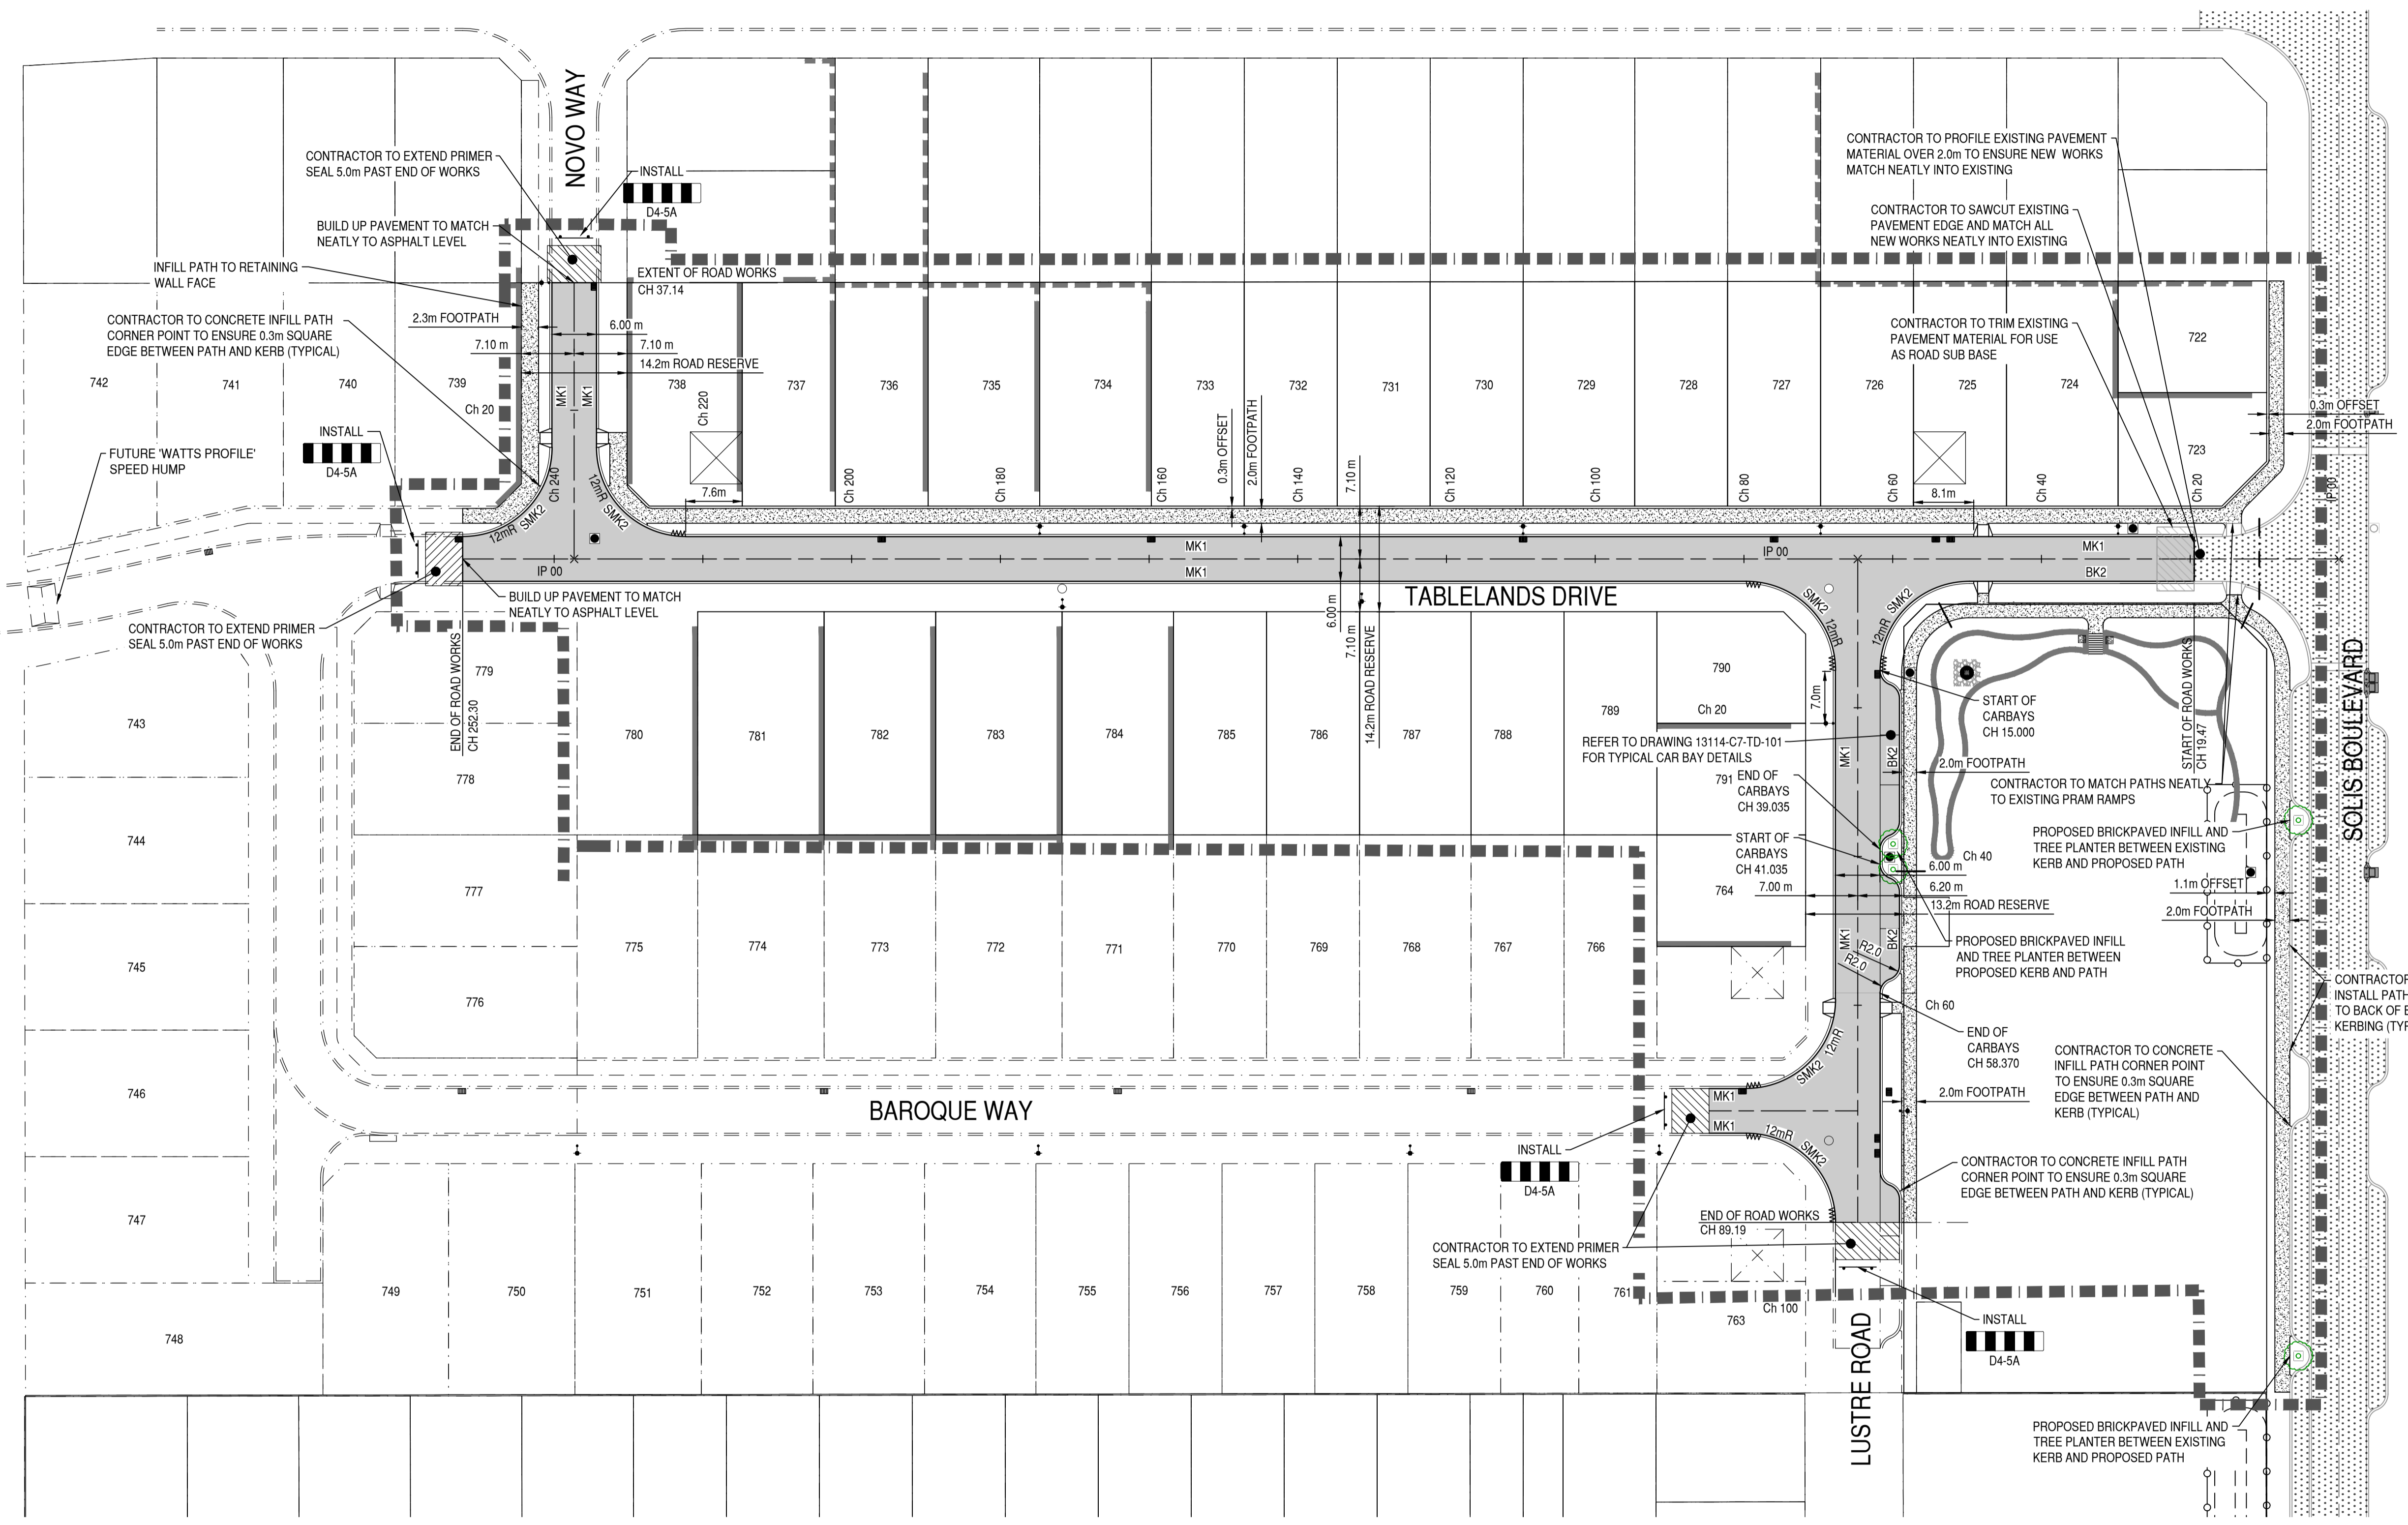 NOVO WAY
CONTRACTOR TO EXTEND PRIMER
SEAL 5.0m PAST END OF WORKS
INSTALL
D4-5A
BUILD UP PAVEMENT TO MATCH
NEATLY TO ASPHALT LEVEL
INFILL PATH TO RETAINING
WALL FACE
EXTENT OF ROAD WORKS
CH 37.14
CONTRACTOR TO CONCRETE INFILL PATH
CORNER POINT TO ENSURE 0.3m SQUARE
EDGE BETWEEN PATH AND KERB (TYPICAL)
2.3m FOOTPATH
6.00 m
7.10 m
7.10 m
14.2m ROAD RESERVE
MK1
MK1
CONTRACTOR TO PROFILE EXISTING PAVEMENT
MATERIAL OVER 2.0m TO ENSURE NEW WORKS
MATCH NEATLY INTO EXISTING
CONTRACTOR TO SAWCUT EXISTING
PAVEMENT EDGE AND MATCH ALL
NEW WORKS NEATLY INTO EXISTING
CONTRACTOR TO TRIM EXISTING
PAVEMENT MATERIAL FOR USE
AS ROAD SUB BASE
742
741
740
739
738
737
736
735
734
733
732
731
730
729
728
727
726
725
724
722
723
0.3m OFFSET
2.0m FOOTPATH
Ch 20
INSTALL
D4-5A
FUTURE 'WATTS PROFILE'
SPEED HUMP
Ch 240
Ch 220
Ch 200
Ch 180
Ch 160
Ch 140
Ch 120
Ch 100
Ch 80
Ch 60
Ch 40
Ch 20
IP 00
0.3m OFFSET
2.0m FOOTPATH
7.10 m
7.6m
8.1m
12mR
SMK2
12mR
SMK2
IP 00
MK1
MK1
IP 00
MK1
BK2
TABLELANDS DRIVE
6.00 m
7.10 m
14.2m ROAD RESERVE
BUILD UP PAVEMENT TO MATCH
NEATLY TO ASPHALT LEVEL
CONTRACTOR TO EXTEND PRIMER
SEAL 5.0m PAST END OF WORKS
END OF ROAD WORKS
CH 252.30
SMK2
12mR
SMK2
12mR
START OF ROAD WORKS
CH 19.47
SOLIS BOULEVARD
779
778
777
776
743
744
745
746
747
748
780
781
782
783
784
785
786
787
788
789
790
Ch 20
7.0m
START OF
CARBAYS
CH 15.000
REFER TO DRAWING 13114-C7-TD-101
FOR TYPICAL CAR BAY DETAILS
MK1
BK2
2.0m FOOTPATH
CONTRACTOR TO MATCH PATHS NEATLY
TO EXISTING PRAM RAMPS
791
END OF
CARBAYS
CH 39.035
START OF
CARBAYS
CH 41.035
PROPOSED BRICKPAVED INFILL AND
TREE PLANTER BETWEEN EXISTING
KERB AND PROPOSED PATH
Ch 40
6.00 m
764
7.00 m
6.20 m
13.2m ROAD RESERVE
1.1m OFFSET
2.0m FOOTPATH
775
774
773
772
771
770
769
768
767
766
MK1
BK2
R2.0
R2.0
PROPOSED BRICKPAVED INFILL
AND TREE PLANTER BETWEEN
PROPOSED KERB AND PATH
CONTRACTOR
INSTALL PATH
TO BACK OF
Ch 60
END OF
CARBAYS
CH 58.370
CONTRACTOR TO CONCRETE
INFILL PATH CORNER POINT
TO ENSURE 0.3m SQUARE
EDGE BETWEEN PATH AND
KERB (TYPICAL)
12mR
SMK2
2.0m FOOTPATH
BAROQUE WAY
MK1
MK1
12mR
SMK2
INSTALL
D4-5A
CONTRACTOR TO CONCRETE INFILL PATH
CORNER POINT TO ENSURE 0.3m SQUARE
EDGE BETWEEN PATH AND KERB (TYPICAL)
END OF ROAD WORKS
CH 89.19
CONTRACTOR TO EXTEND PRIMER
SEAL 5.0m PAST END OF WORKS
749
750
751
752
753
754
755
756
757
758
759
760
761
763
Ch 100
LUSTRE ROAD
INSTALL
D4-5A
PROPOSED BRICKPAVED INFILL AND
TREE PLANTER BETWEEN EXISTING
KERB AND PROPOSED PATH